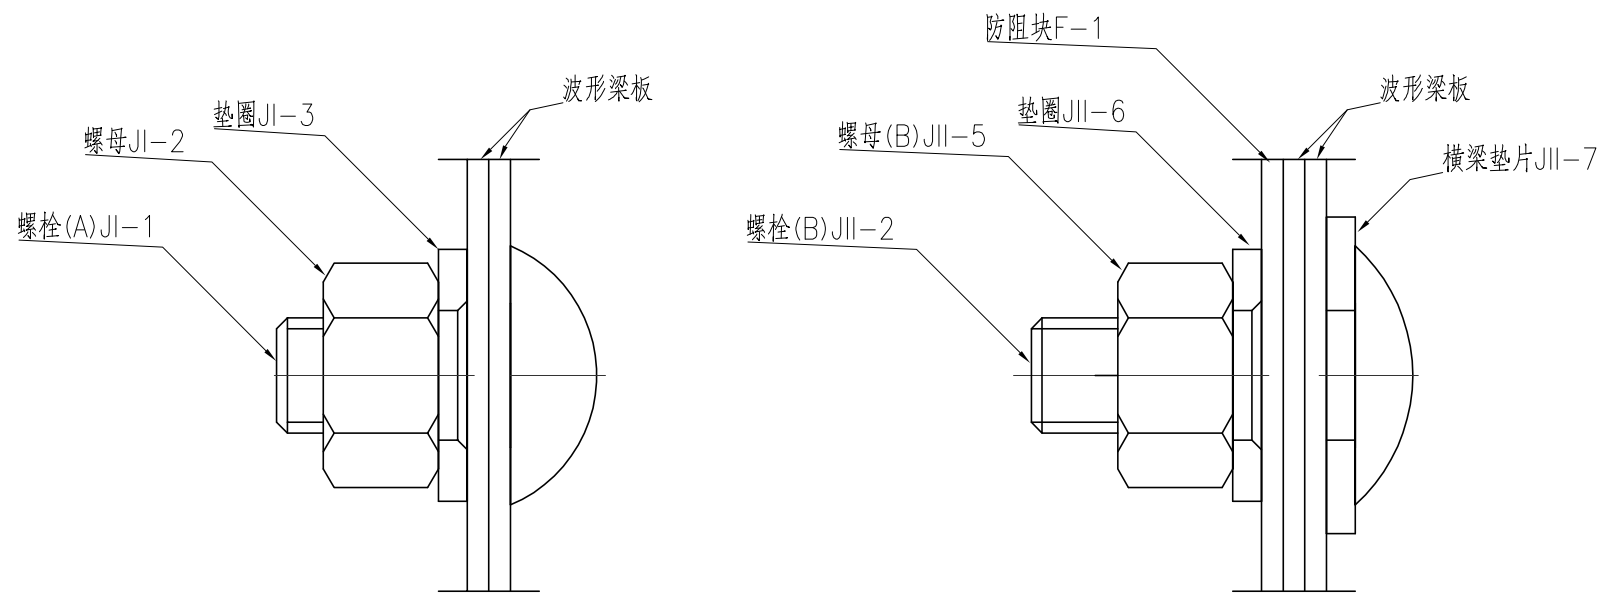 防阻块F-1
波形梁板
波形梁板
垫圈JI-3
垫圈JII-6
螺母JI-2
螺母(B)JII-5
横梁垫片JII-7
螺栓(A)JI-1
螺栓(B)JII-2